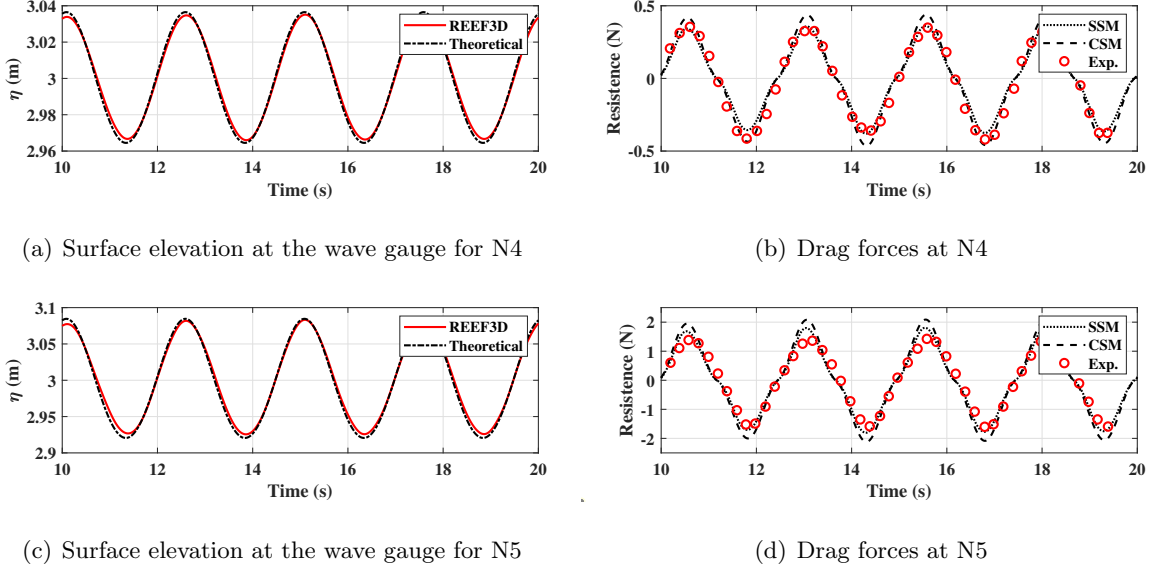 3.04
3.02
3
2.98
2.96
η (m)
REEF3D
Theoretical
10 12 14 16 18 20
Time (s)
(a) Surface elevation at the wave gauge for N4
0.5
0
-0.5
Resistence (N)
SSM
CSM
Exp.
10 12 14 16 18 20
Time (s)
(b) Drag forces at N4
3.1
3.05
3
2.95
2.9
η (m)
REEF3D
Theoretical
10 12 14 16 18 20
Time (s)
(c) Surface elevation at the wave gauge for N5
2
1
0
-1
-2
Resistence (N)
SSM
CSM
Exp.
10 12 14 16 18 20
Time (s)
(d) Drag forces at N5